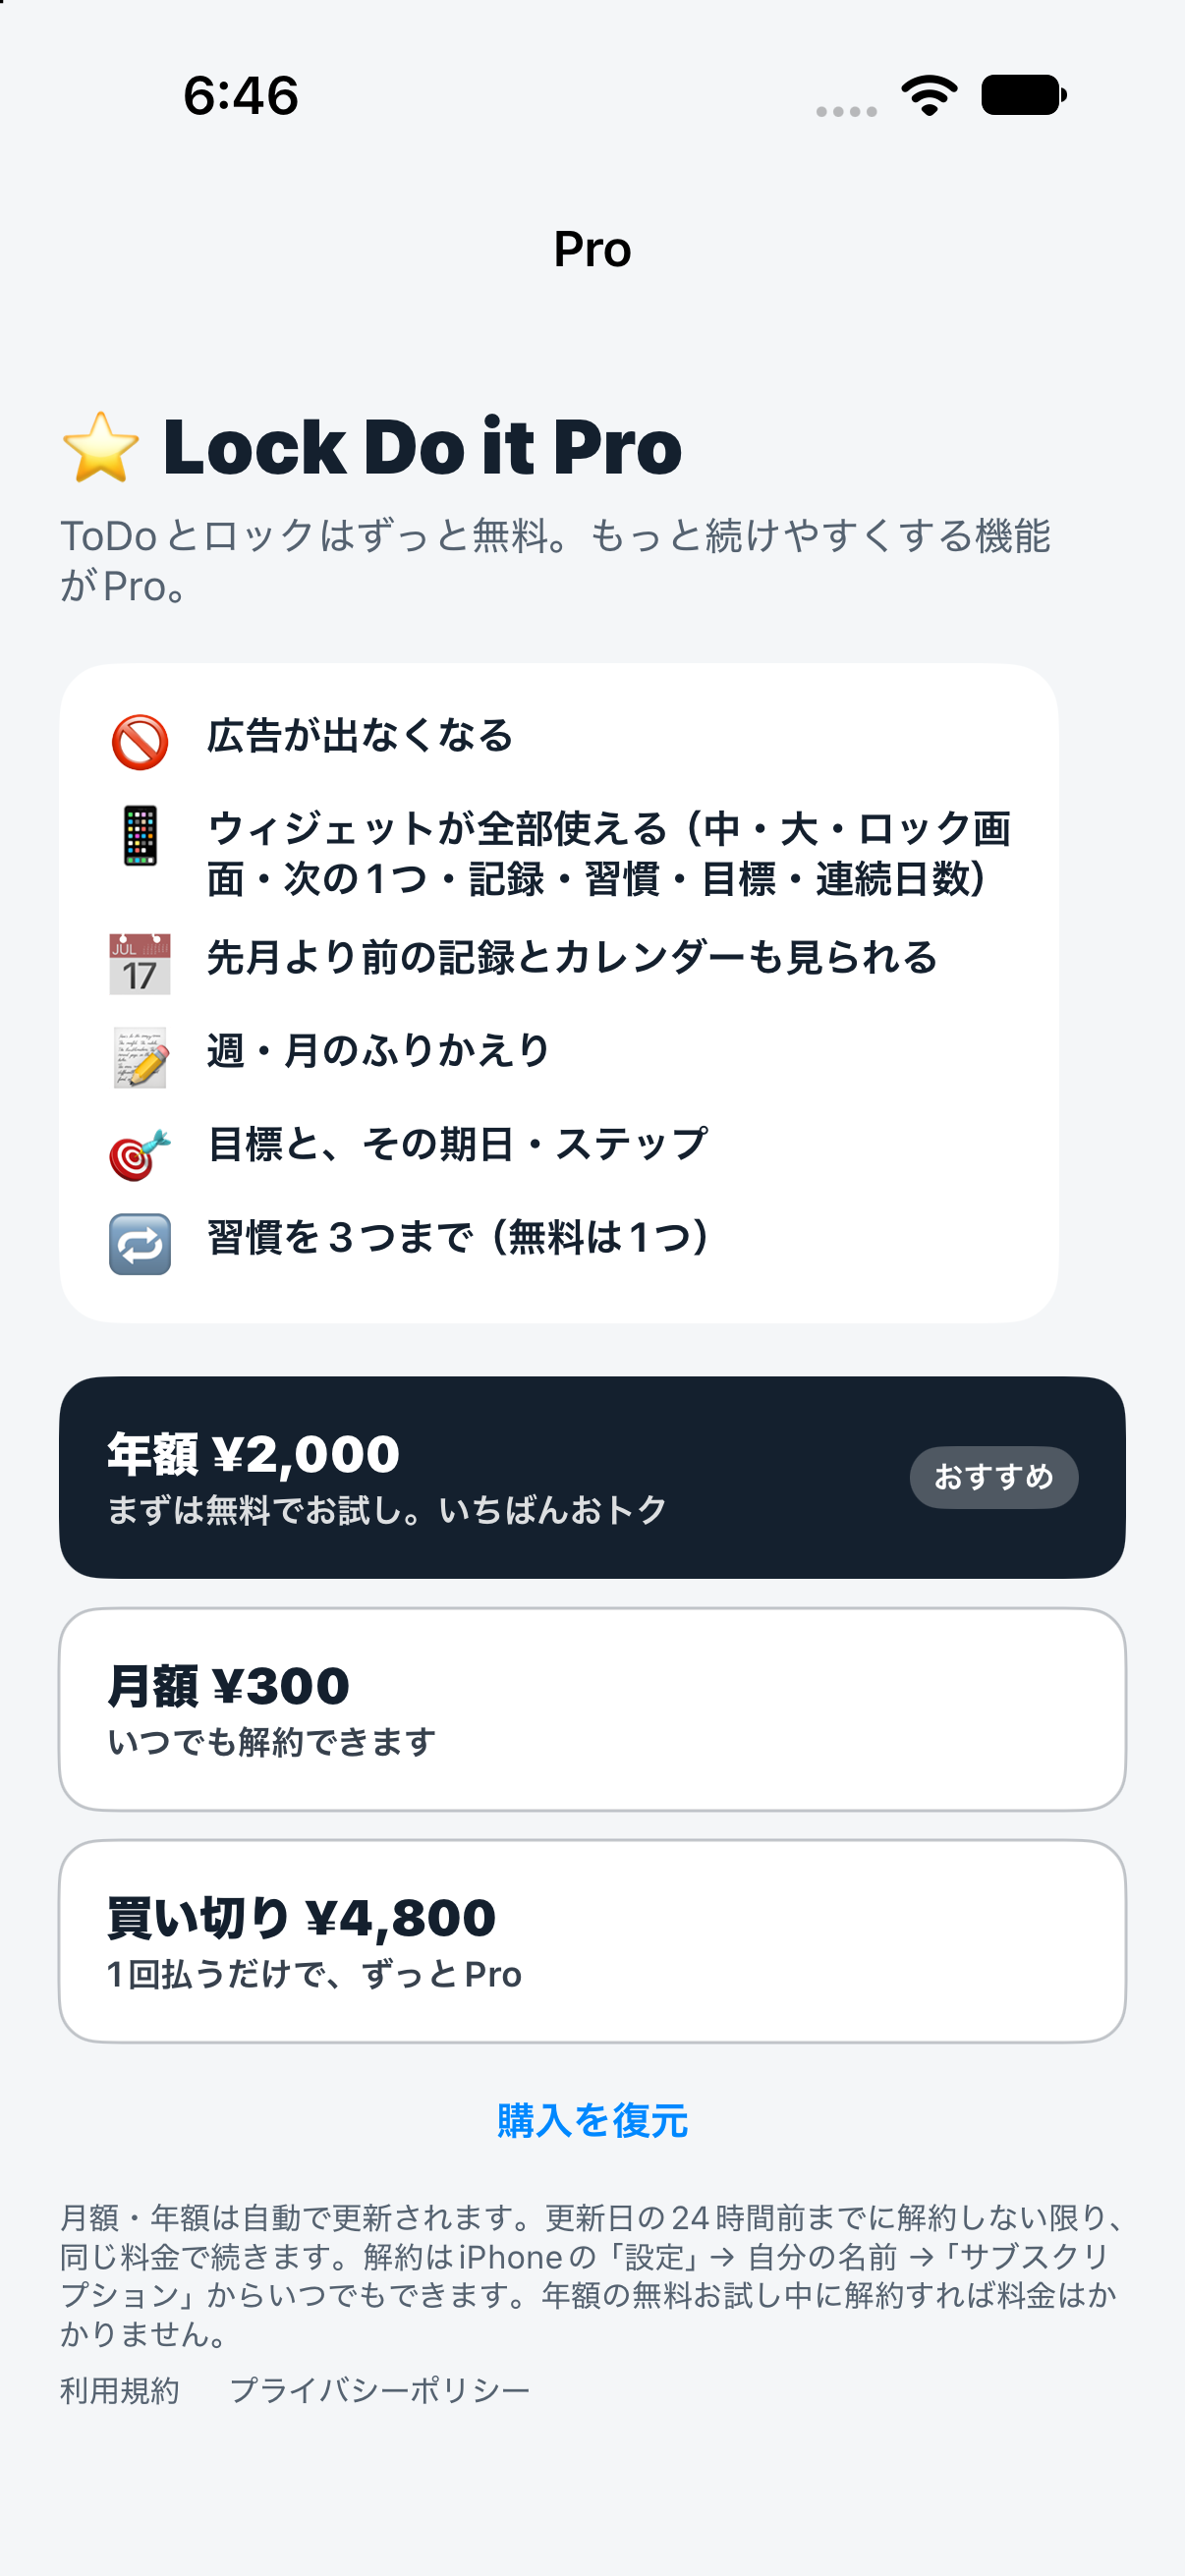 6:46
Pro
Lock Do it Pro
ToDoとロックはずっと無料。もっと続けやすくする機能
がPro。
広告が出なくなる
ウィジェットが全部使える（中・大・ロック画
面・次の1つ・記録・習慣・目標・連続日数）
JUL
17
先月より前の記録とカレンダーも見られる
週・月のふりかえり
目標と、その期日・ステップ
習慣を3つまで（無料は1つ）
年額 ¥2,000
まずは無料でお試し。いちばんおトク
おすすめ
月額 ¥300
いつでも解約できます
買い切り ¥4,800
1回払うだけで、ずっとPro
購入を復元
月額・年額は自動で更新されます。更新日の24時間前までに解約しない限り、
同じ料金で続きます。解約はiPhoneの「設定」→ 自分の名前 →「サブスクリ
プション」からいつでもできます。年額の無料お試し中に解約すれば料金はか
かりません。
利用規約 プライバシーポリシー